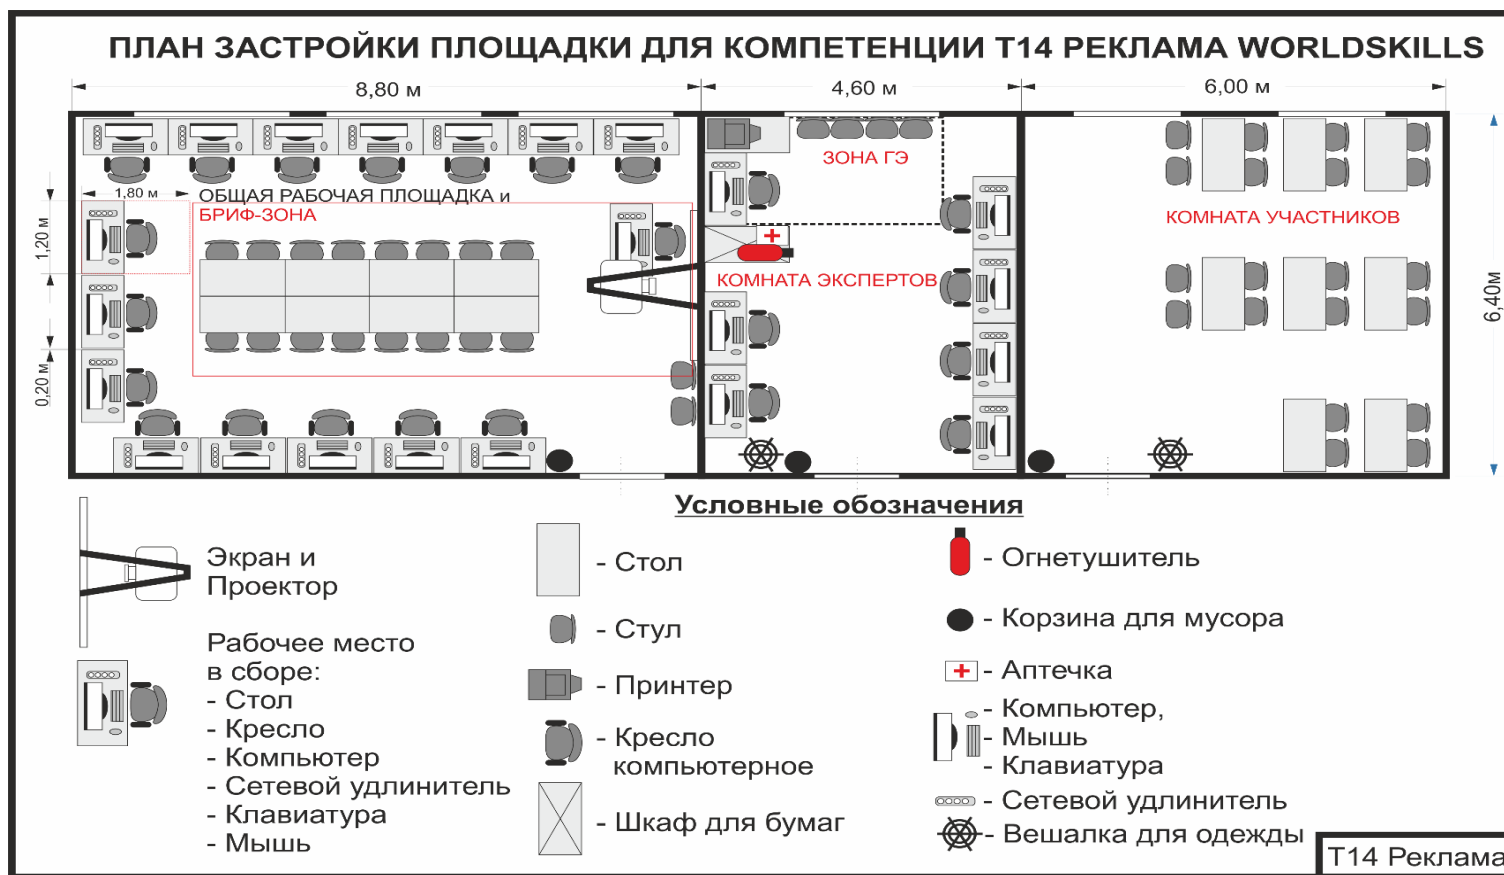 ПЛАН ЗАСТРОЙКИ ПЛОЩАДКИ ДЛЯ КОМПЕТЕНЦИИ Т14 РЕКЛАМА WORLDSKILLS
8,80 м
4,60 м
6,00 м
ЗОНА ГЭ
1,80 м
ОБЩАЯ РАБОЧАЯ ПЛОЩАДКА и
БРИФ-ЗОНА
КОМНАТА УЧАСТНИКОВ
1,20 м
КОМНАТА ЭКСПЕРТОВ
6,40м
0,20 м
Условные обозначения
Экран и
Проектор
Рабочее место
в сборе:
- Стол
- Кресло
- Компьютер
- Сетевой удлинитель
- Клавиатура
- Мышь
- Стол
- Стул
- Принтер
- Кресло
компьютерное
- Шкаф для бумаг
- Огнетушитель
- Корзина для мусора
- Аптечка
- Компьютер,
- Мышь
- Клавиатура
- Сетевой удлинитель
- Вешалка для одежды
Т14 Реклама